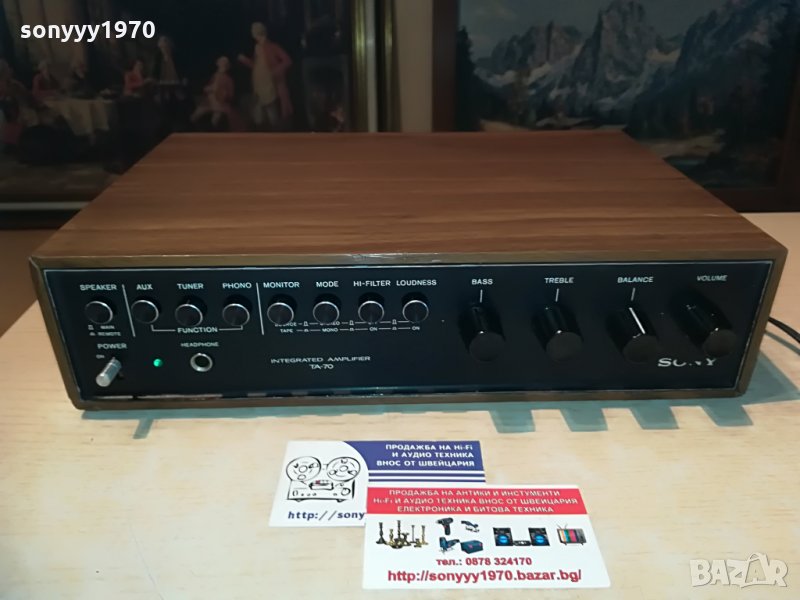 sonyyy1970
SPEAKER AUX TUNER PHONO MONITOR MODE HI-FILTER LOUDNESS BASS TREBLE BALANCE VOLUME
MAIN
REMOTE
FUNCTION
STEREO
TAPE MONO ON ON
POWER
ON
HEADPHONE
INTEGRATED AMPLIFIER
TA-70
SONY
ПРОДАЖБА НА Hi-Fi
И АУДИО ТЕХНИКА
ВНОС ОТ ШВЕЙЦАРИЯ
http://sony
ПРОДАЖБА НА АНТИКИ И ИНСТУМЕНТИ
Hi-Fi И АУДИО ТЕХНИКА ВНОС ОТ ШВЕЙЦАРИЯ
ЕЛЕКТРОНИКА И БИТОВА ТЕХНИКА
тел.: 0878 324170
http://sonyyy1970.bazar.bg/
BAZAR
bg